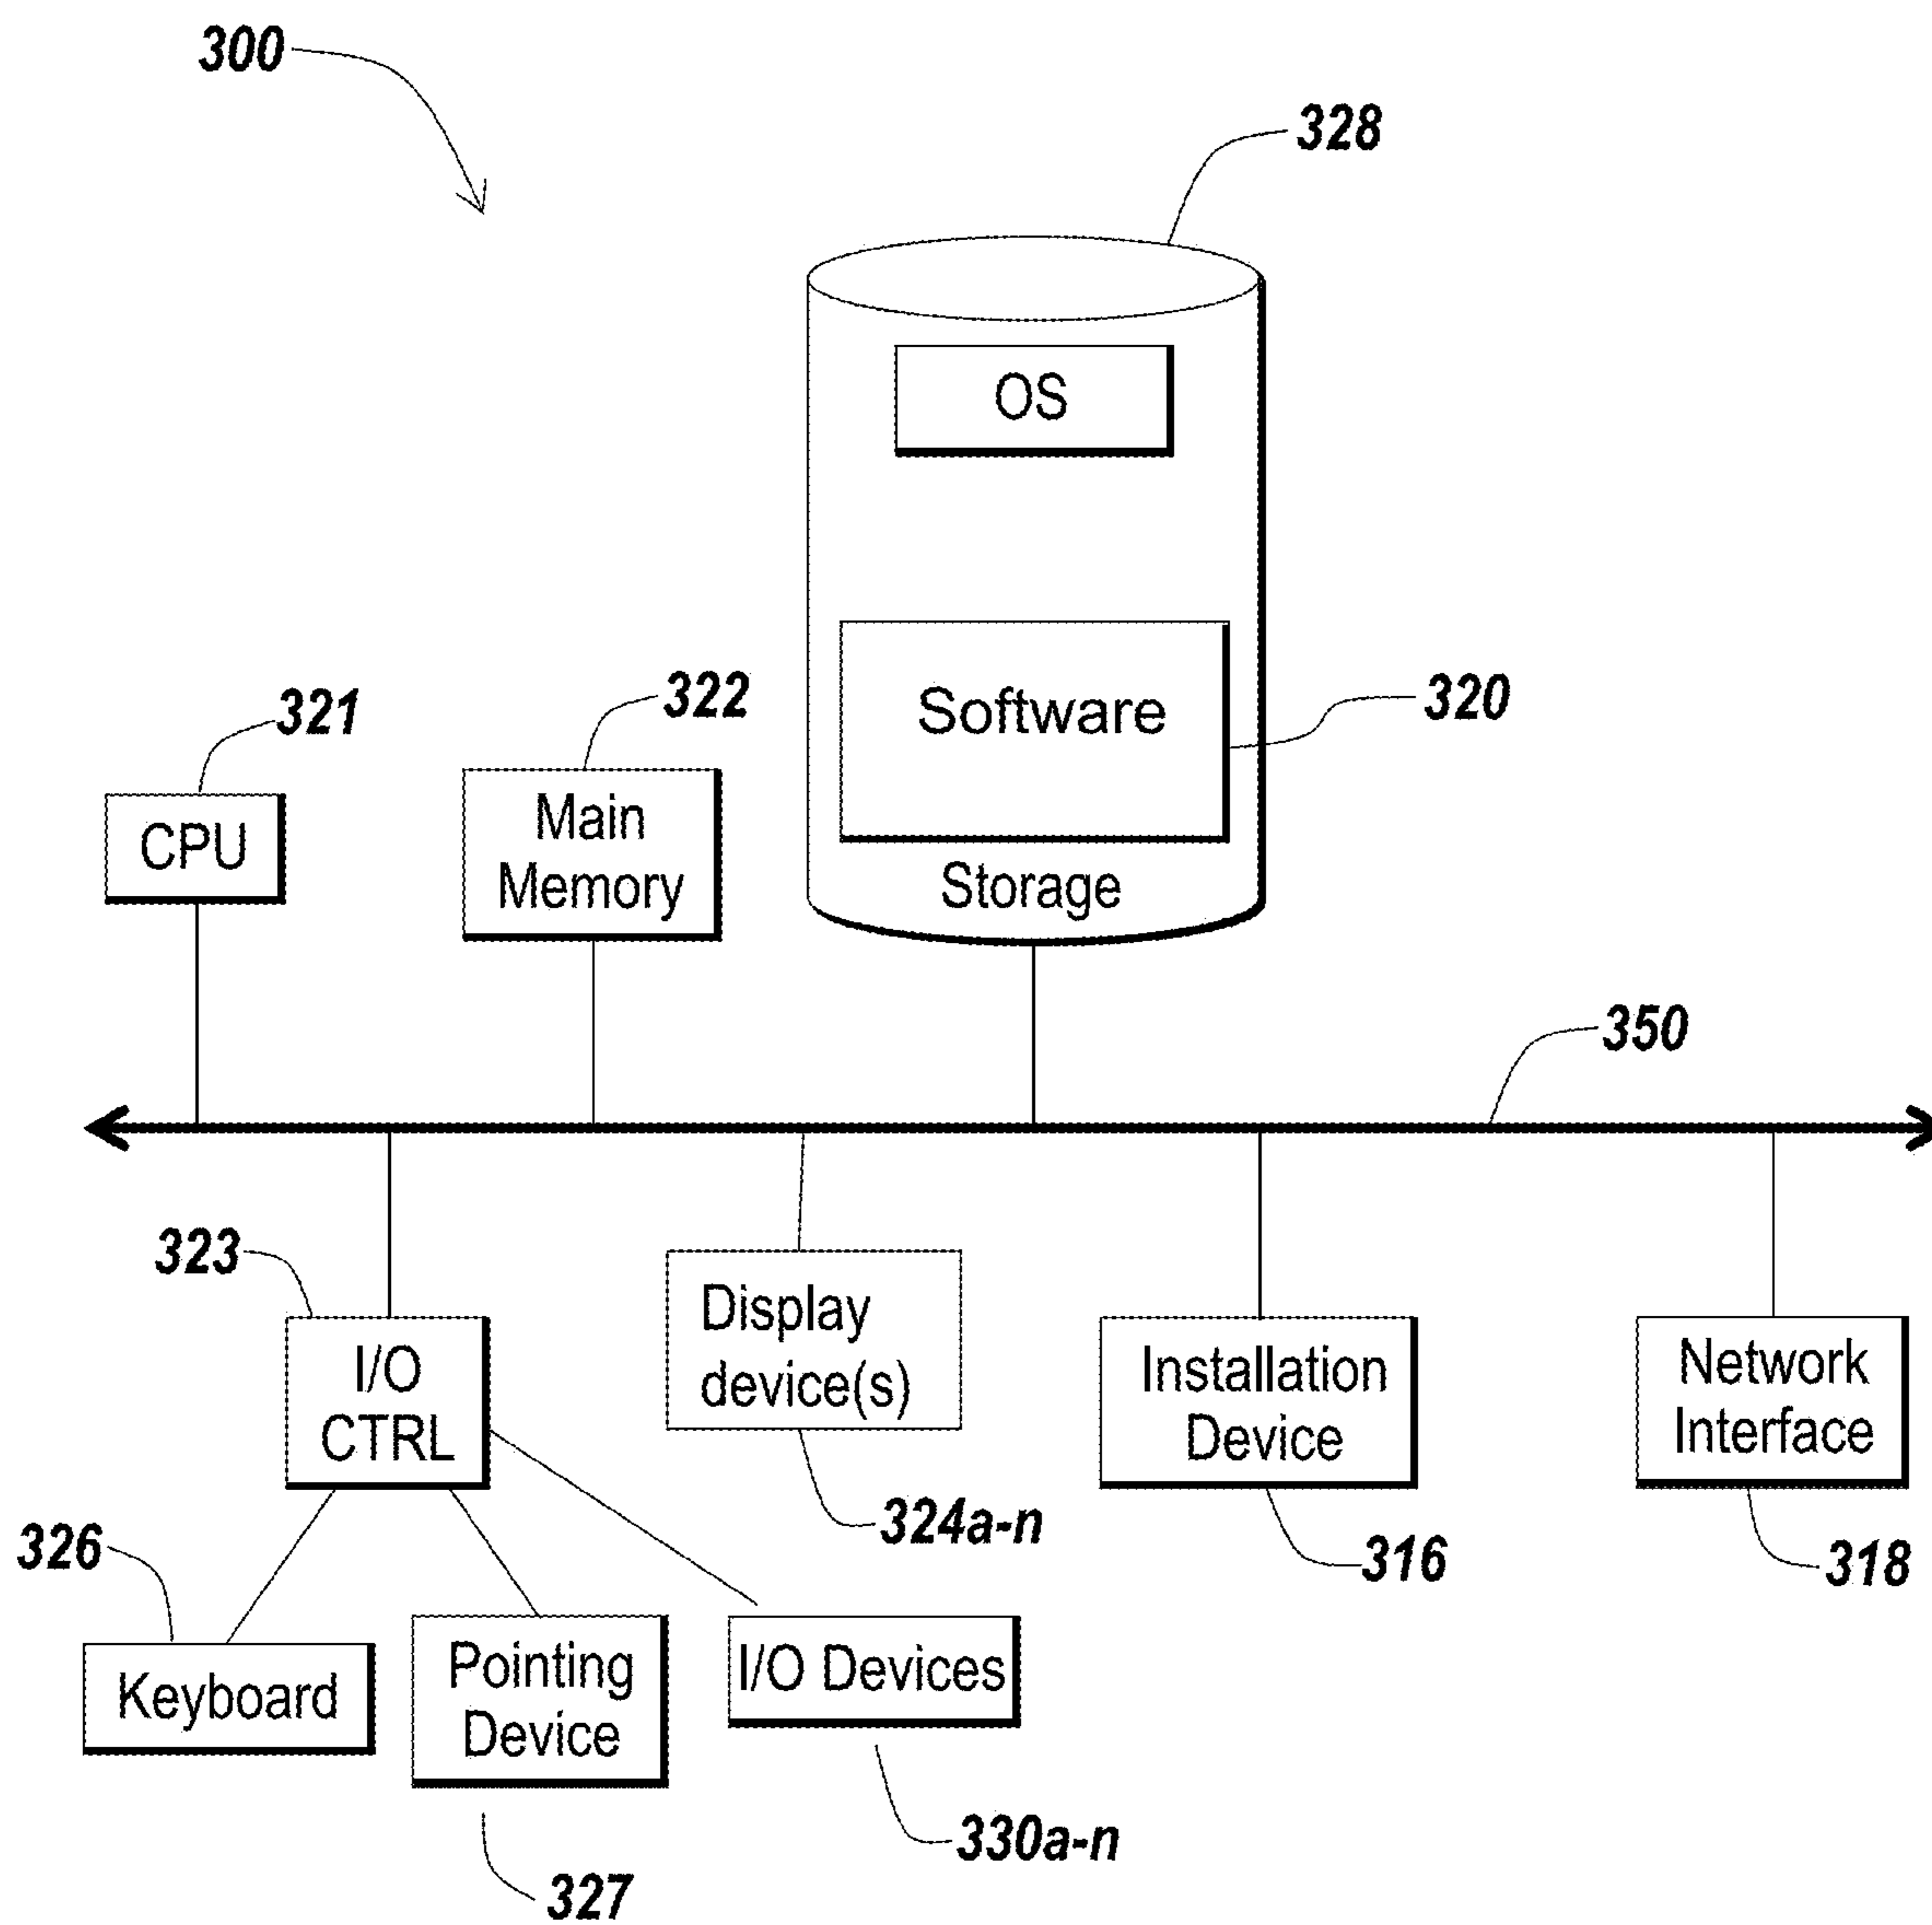 300
328
OS
Software
320
Storage
321
CPU
322
Main
Memory
350
323
I/O
CTRL
Display
device(s)
324a-n
Installation
Device
316
Network
Interface
318
326
Keyboard
Pointing
Device
327
I/O Devices
330a-n